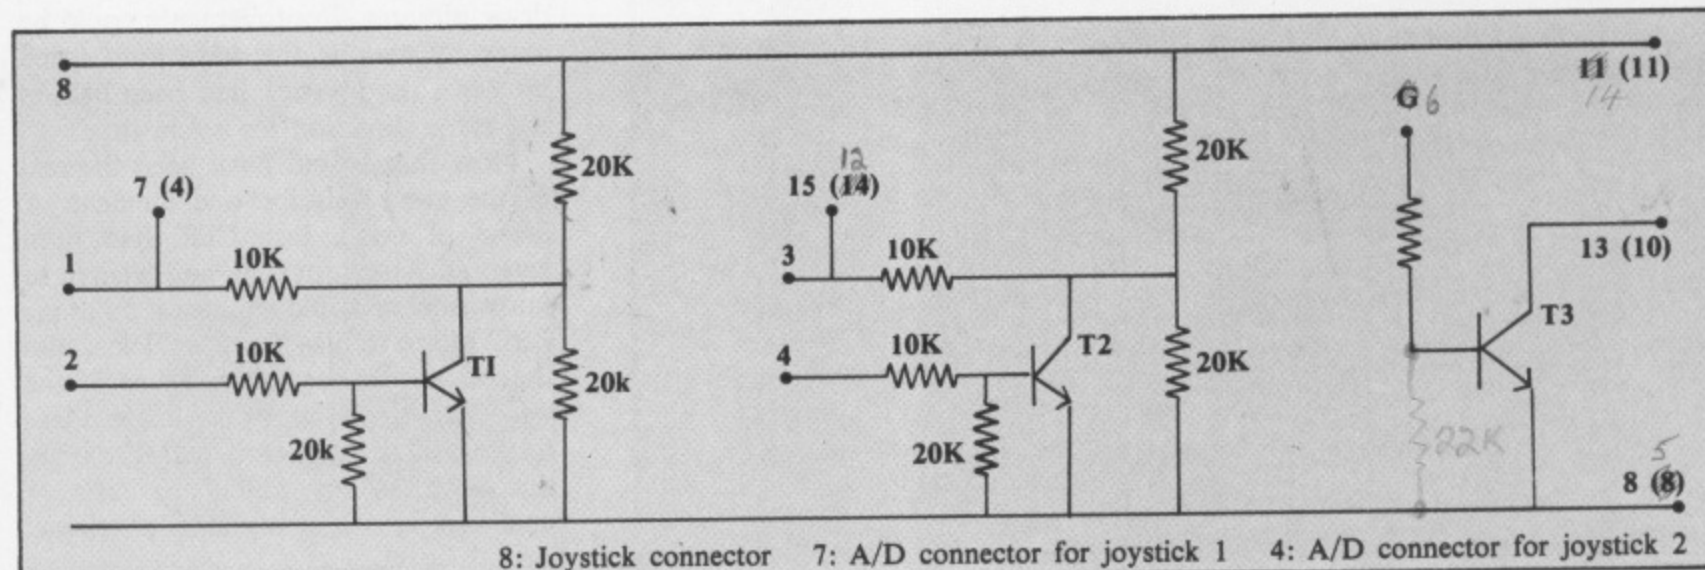 8
11 (11)
14
G 6
20K
20K
12
7 (4)
15 (14)
13 (10)
1
10K
3
10K
T3
2
10K
T1
4
10K
T2
20k
20K
20k
20K
22K
5
8 (8)
8: Joystick connector 7: A/D connector for joystick 1 4: A/D connector for joystick 2